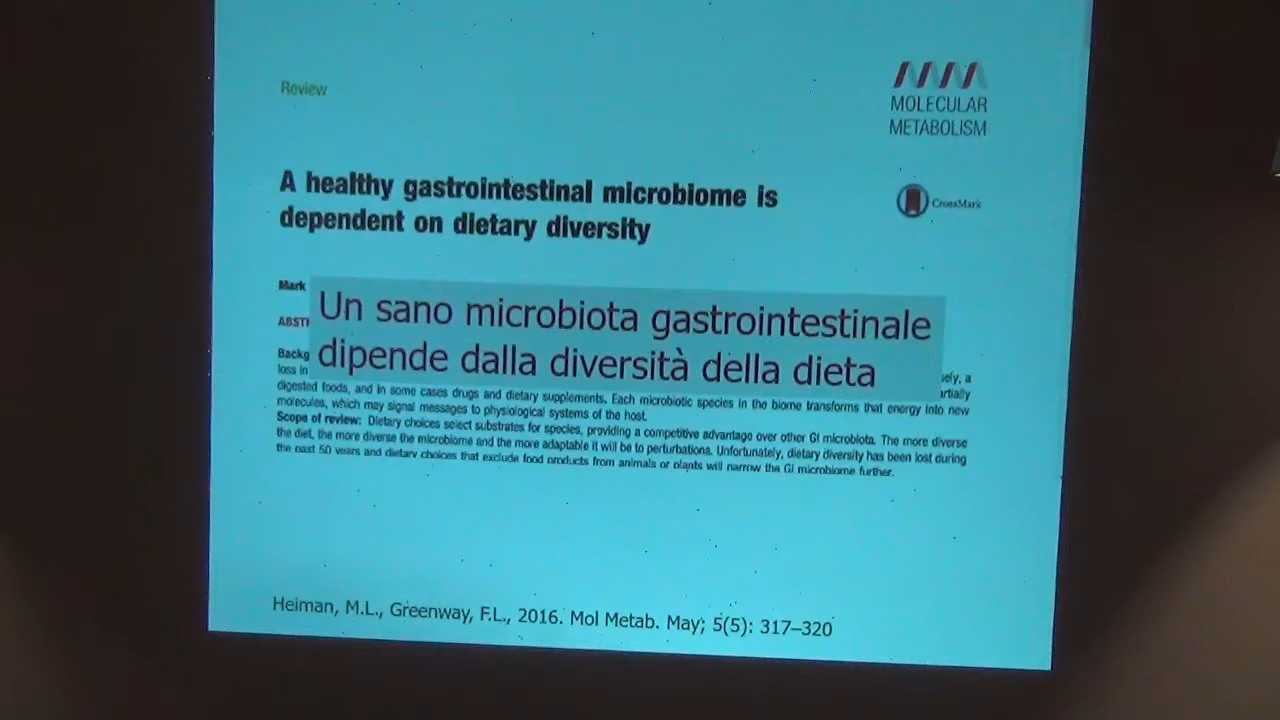 Review
MOLECULAR
METABOLISM
A healthy gastrointestinal microbiome is
dependent on dietary diversity
CrossMark
Mark
Un sano microbiota gastrointestinale
dipende dalla diversità della dieta
ABST
Backg
ely, a
loss in
artially
digested foods, and in some cases drugs and dietary supplements. Each microbiotic species in the biome transforms that energy into new
molecules, which may signal messages to physiological systems of the host.
Scope of review: Dietary choices select substrates for species, providing a competitive advantage over other GI microbiota. The more diverse
the diet, the more diverse the microbiome and the more adaptable it will be to perturbations. Unfortunately, dietary diversity has been lost during
the past 50 years and dietary choices that exclude food products from animals or plants will narrow the GI microbiome further.
Heiman, M.L., Greenway, F.L., 2016. Mol Metab. May; 5(5): 317–320